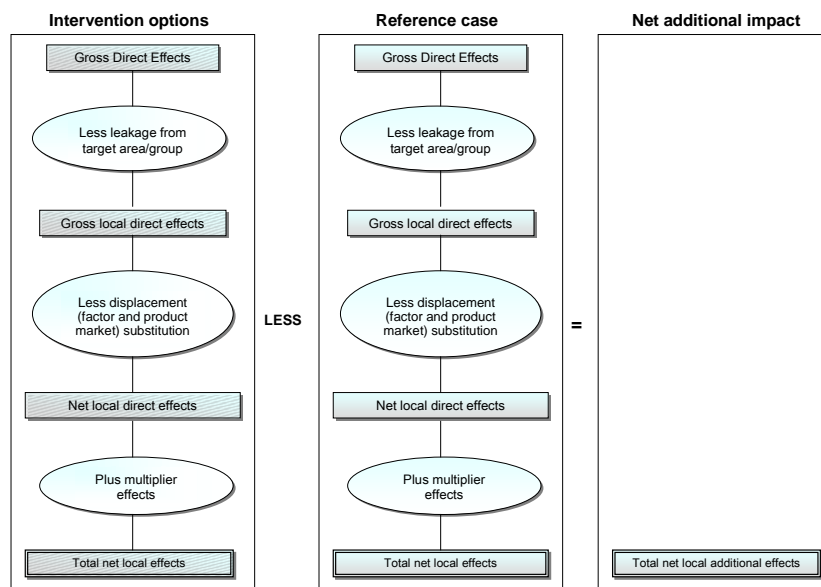 Intervention options
Gross Direct Effects
Less leakage from
target area/group
Gross local direct effects
Less displacement
(factor and product
market) substitution
Net local direct effects
Plus multiplier
effects
Total net local effects
LESS
Reference case
Gross Direct Effects
Less leakage from
target area/group
Gross local direct effects
Less displacement
(factor and product
market) substitution
Net local direct effects
Plus multiplier
effects
Total net local effects
=
Net additional impact
Total net local additional effects